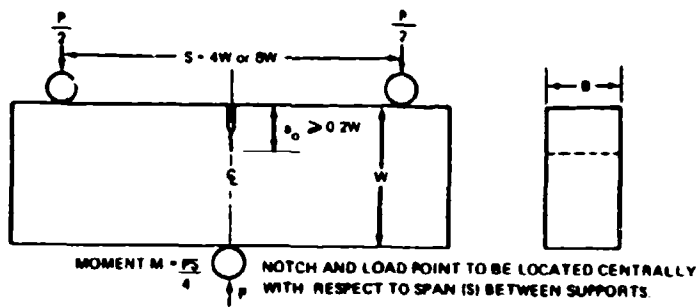 P/2
P/2
S = 4W or 8W
B
a₀ ⩾ 0.2W
W
℄
MOMENT M = PS/4
NOTCH AND LOAD POINT TO BE LOCATED CENTRALLY
WITH RESPECT TO SPAN (S) BETWEEN SUPPORTS.
P